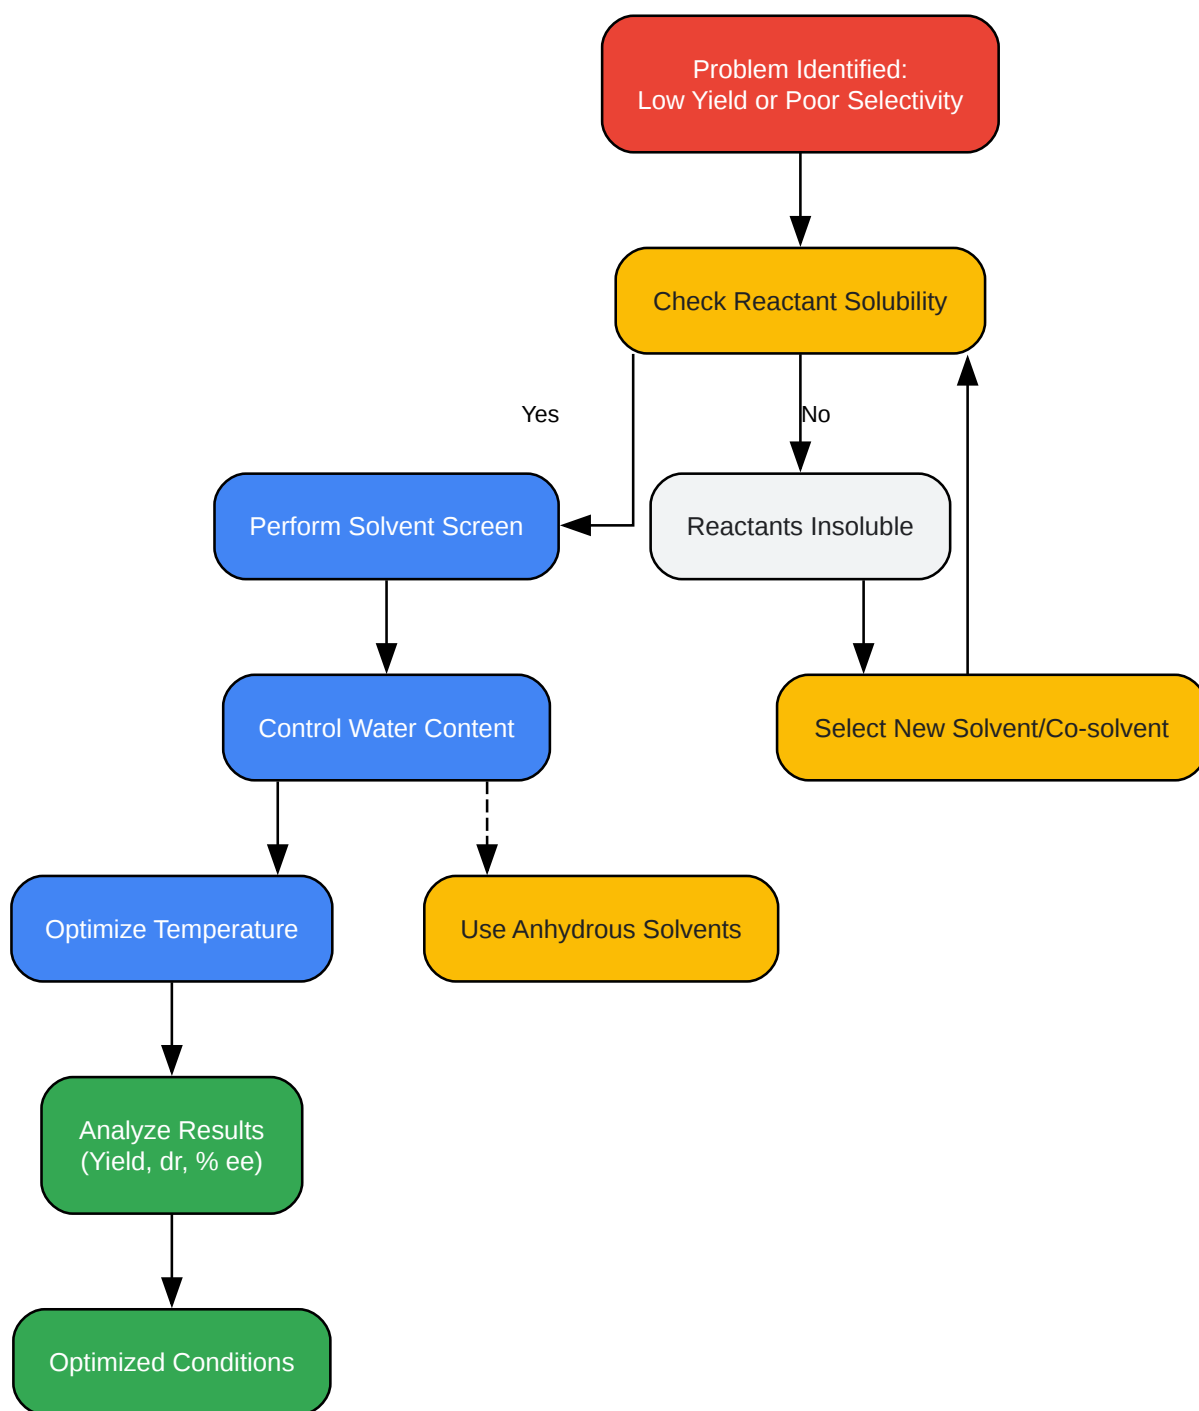 Problem Identified:
Low Yield or Poor Selectivity
Check Reactant Solubility
Yes
No
Perform Solvent Screen
Reactants Insoluble
Control Water Content
Select New Solvent/Co-solvent
Optimize Temperature
Use Anhydrous Solvents
Analyze Results
(Yield, dr, % ee)
Optimized Conditions